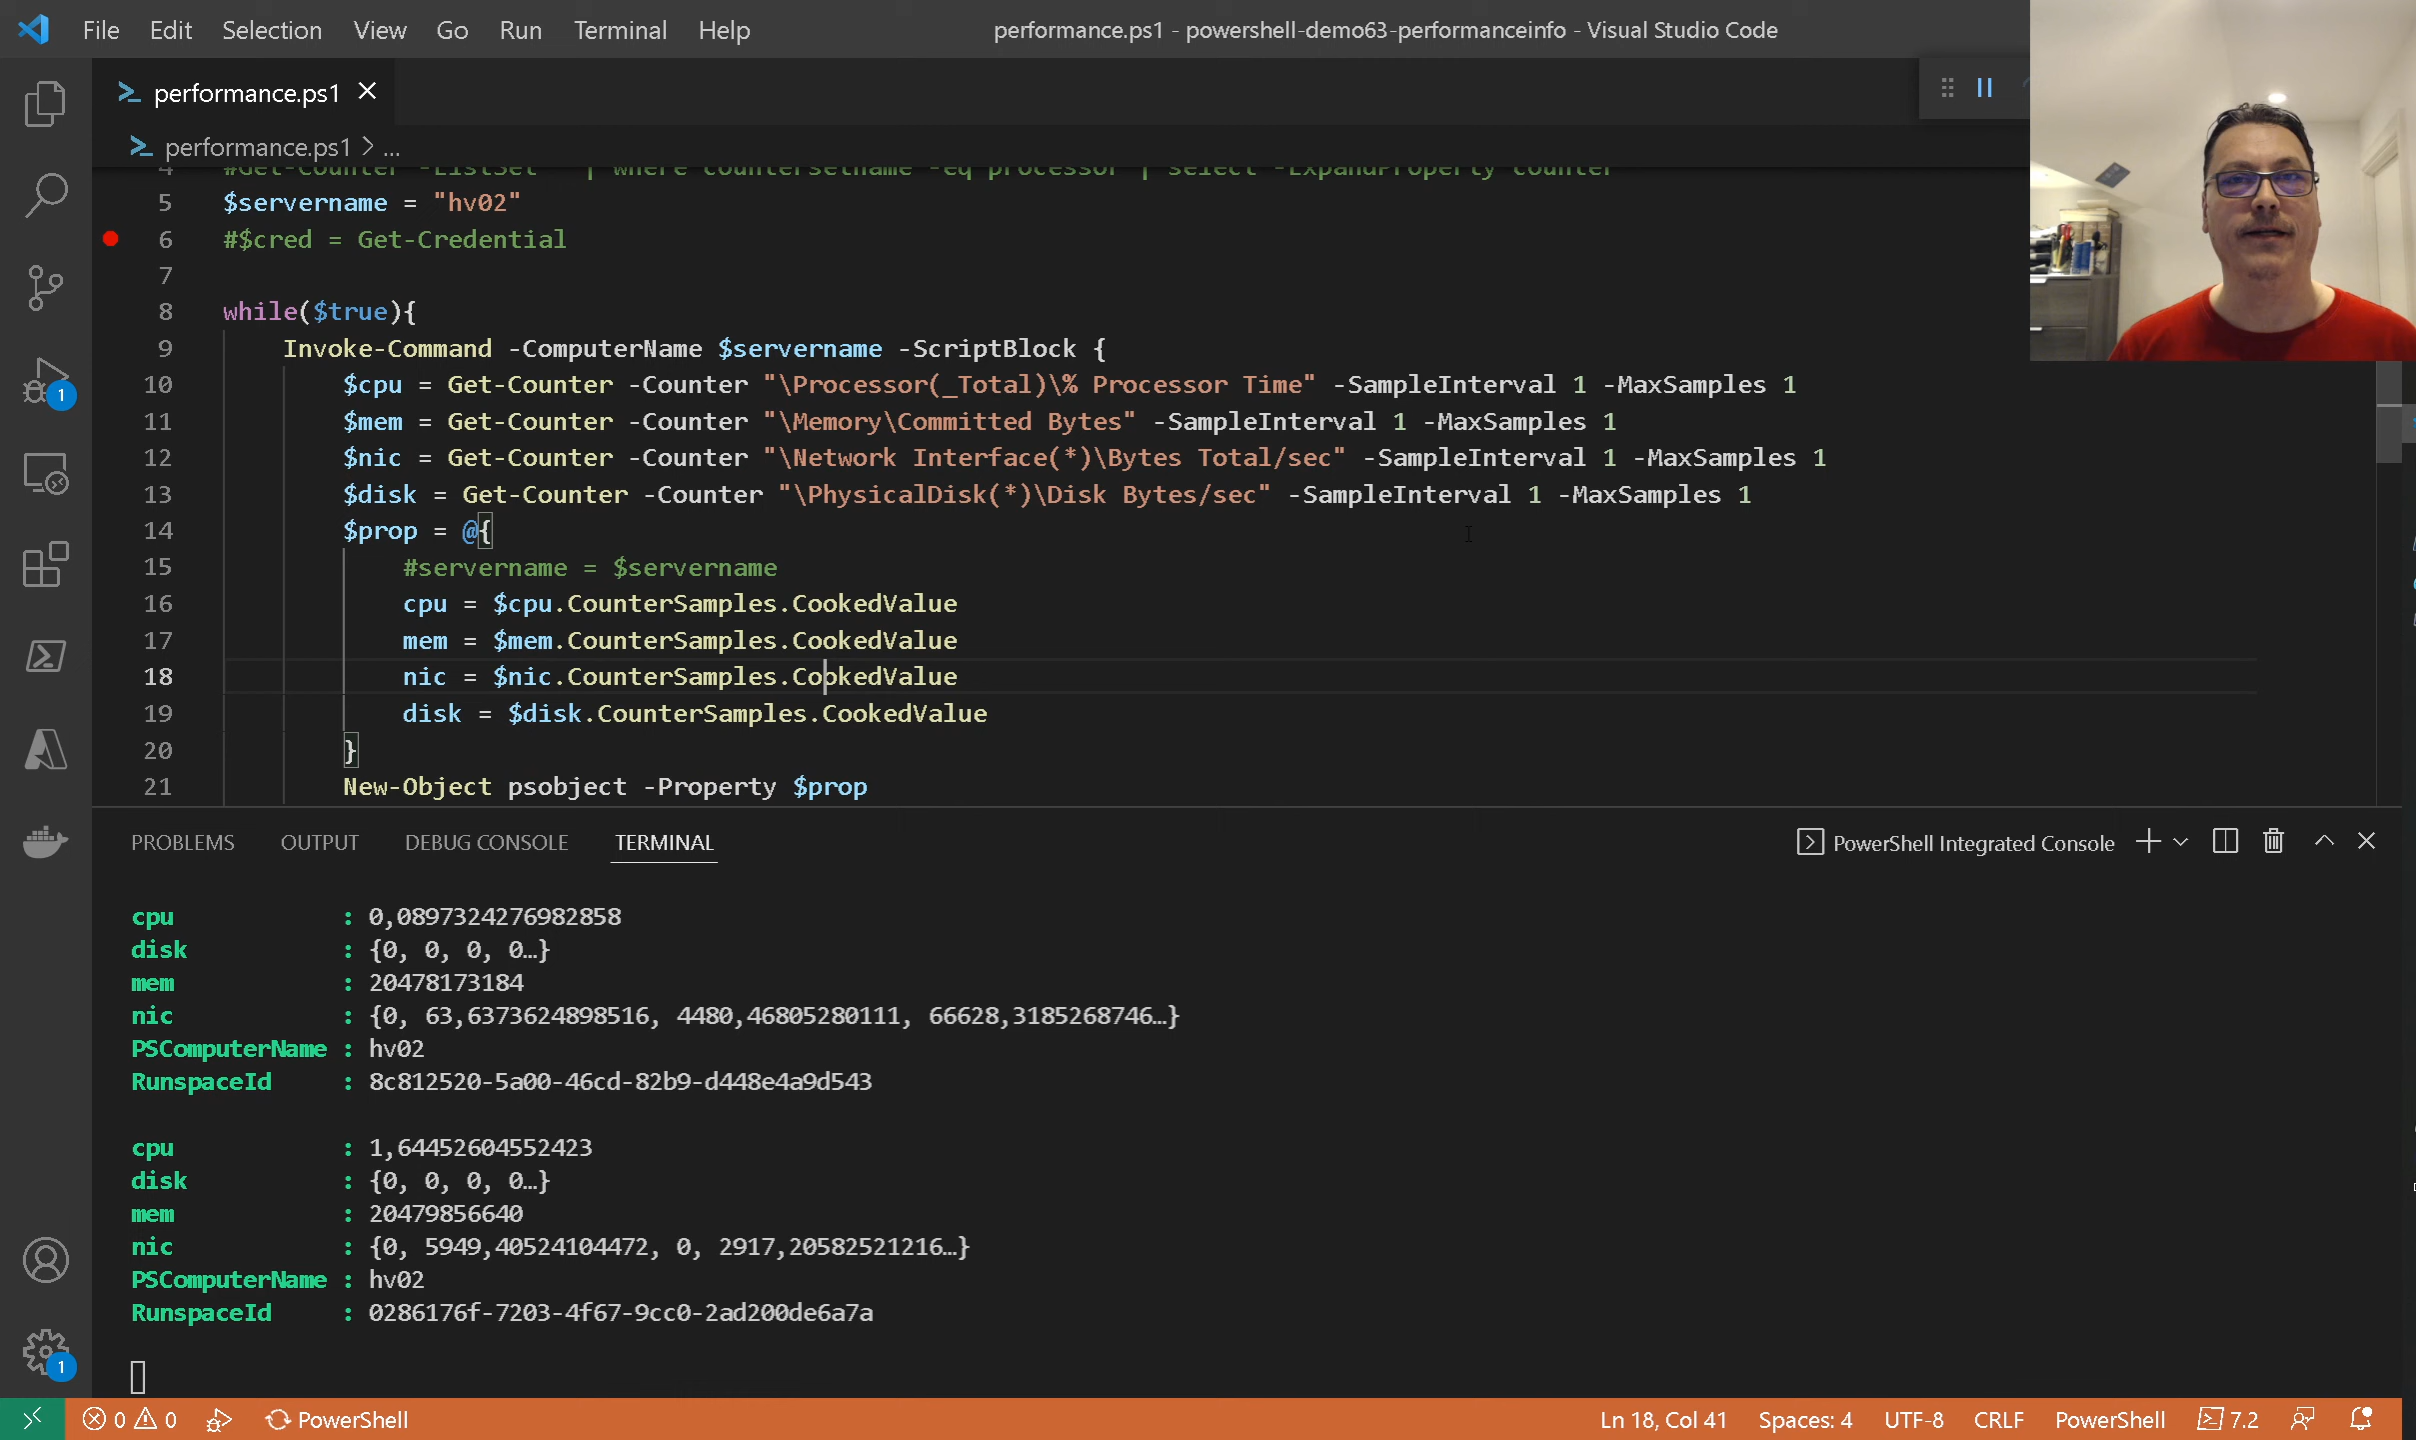 File Edit Selection View Go Run Terminal Help
performance.ps1 - powershell-demo63-performanceinfo - Visual Studio Code
performance.ps1
performance.ps1 > ...
4 #Get-Counter -ListSet * | where countersetname -eq processor | select -ExpandProperty counter
5 $servername = "hv02"
6 #$cred = Get-Credential
7
8 while($true){
9 Invoke-Command -ComputerName $servername -ScriptBlock {
10 $cpu = Get-Counter -Counter "\Processor(_Total)\% Processor Time" -SampleInterval 1 -MaxSamples 1
11 $mem = Get-Counter -Counter "\Memory\Committed Bytes" -SampleInterval 1 -MaxSamples 1
12 $nic = Get-Counter -Counter "\Network Interface(*)\Bytes Total/sec" -SampleInterval 1 -MaxSamples 1
13 $disk = Get-Counter -Counter "\PhysicalDisk(*)\Disk Bytes/sec" -SampleInterval 1 -MaxSamples 1
14 $prop = @{
15 #servername = $servername
16 cpu = $cpu.CounterSamples.CookedValue
17 mem = $mem.CounterSamples.CookedValue
18 nic = $nic.CounterSamples.CookedValue
19 disk = $disk.CounterSamples.CookedValue
20 }
21 New-Object psobject -Property $prop
PROBLEMS OUTPUT DEBUG CONSOLE TERMINAL
PowerShell Integrated Console
cpu : 0,0897324276982858
disk : {0, 0, 0, 0…}
mem : 20478173184
nic : {0, 63,6373624898516, 4480,46805280111, 66628,3185268746…}
PSComputerName : hv02
RunspaceId : 8c812520-5a00-46cd-82b9-d448e4a9d543
cpu : 1,64452604552423
disk : {0, 0, 0, 0…}
mem : 20479856640
nic : {0, 5949,40524104472, 0, 2917,20582521216…}
PSComputerName : hv02
RunspaceId : 0286176f-7203-4f67-9cc0-2ad200de6a7a
1
1
0 0 PowerShell
Ln 18, Col 41 Spaces: 4 UTF-8 CRLF PowerShell 7.2